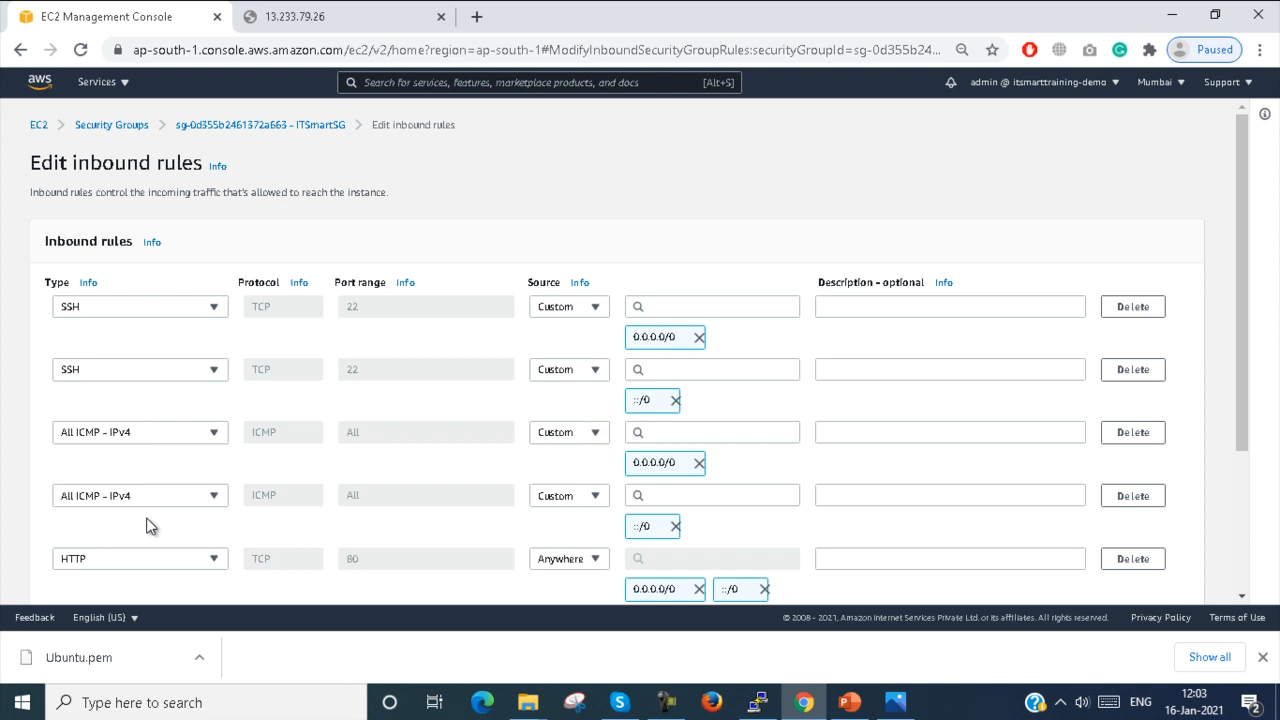 EC2 Management Console
13.233.79.26
ap-south-1.console.aws.amazon.com/ec2/v2/home?region=ap-south-1#ModifyInboundSecurityGroupRules:securityGroupId=sg-0d355b24...
Paused
aws
Services
Search for services, features, marketplace products, and docs
[Alt+S]
admin @ itsmarttraining-demo
Mumbai
Support
EC2 > Security Groups > sg-0d355b2461372a663 - ITSmartSG > Edit inbound rules
Edit inbound rules Info
Inbound rules control the incoming traffic that's allowed to reach the instance.
Inbound rules Info
Type Info Protocol Info Port range Info Source Info Description - optional Info
SSH TCP 22 Custom Delete
0.0.0.0/0
SSH TCP 22 Custom Delete
::/0
All ICMP - IPv4 ICMP All Custom Delete
0.0.0.0/0
All ICMP - IPv4 ICMP All Custom Delete
::/0
HTTP TCP 80 Anywhere Delete
0.0.0.0/0 ::/0
Feedback English (US) © 2008 - 2021, Amazon Internet Services Private Ltd. or its affiliates. All rights reserved. Privacy Policy Terms of Use
Ubuntu.pem
Show all
Type here to search
ENG
12:03
16-Jan-2021
2